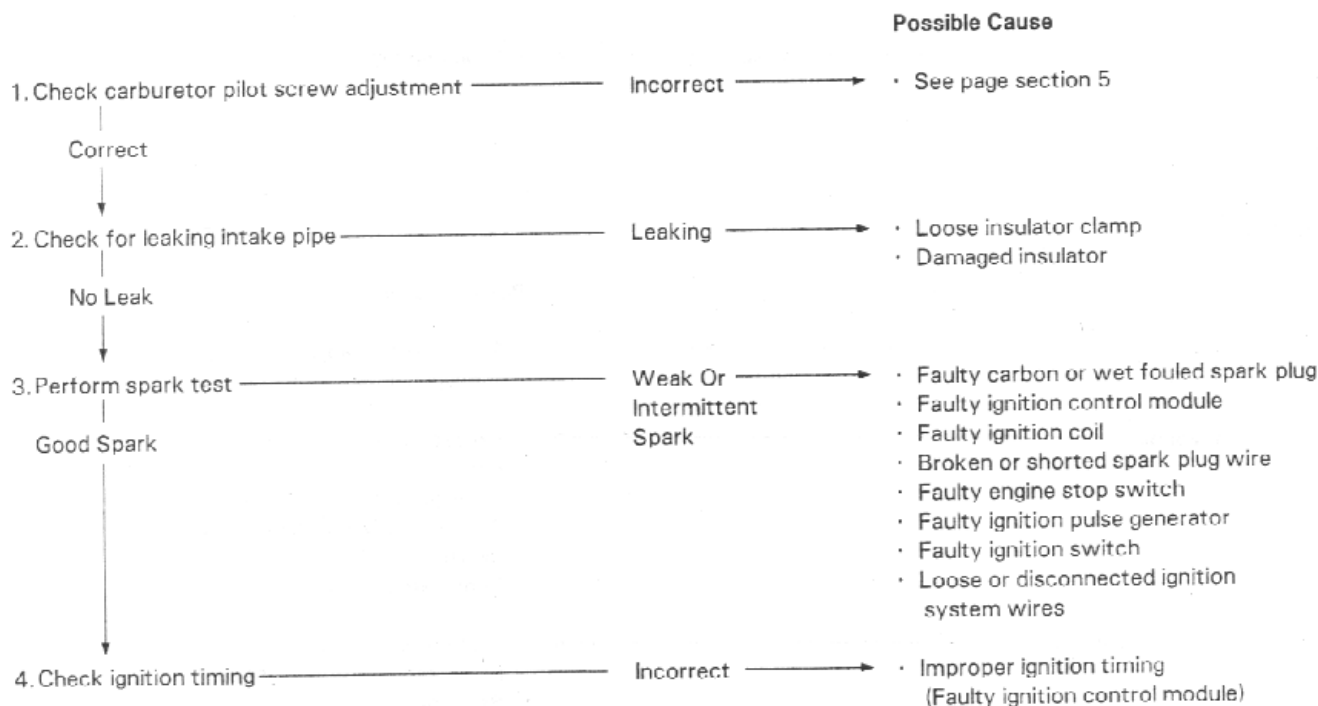 Possible Cause
1. Check carburetor pilot screw adjustment
Incorrect
· See page section 5
Correct
2. Check for leaking intake pipe
Leaking
· Loose insulator clamp
· Damaged insulator
No Leak
3. Perform spark test
Weak Or
Intermittent
Spark
· Faulty carbon or wet fouled spark plug
· Faulty ignition control module
· Faulty ignition coil
· Broken or shorted spark plug wire
· Faulty engine stop switch
· Faulty ignition pulse generator
· Faulty ignition switch
· Loose or disconnected ignition
system wires
Good Spark
4. Check ignition timing
Incorrect
· Improper ignition timing
(Faulty ignition control module)